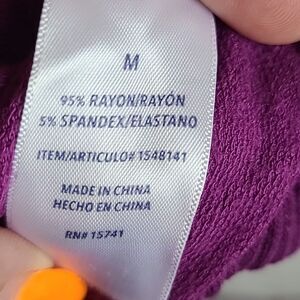 M
95% RAYON/RAYÓN
5% SPANDEX/ELASTANO
ITEM/ARTICULO# 1548141
MADE IN CHINA
HECHO EN CHINA
RN# 15741